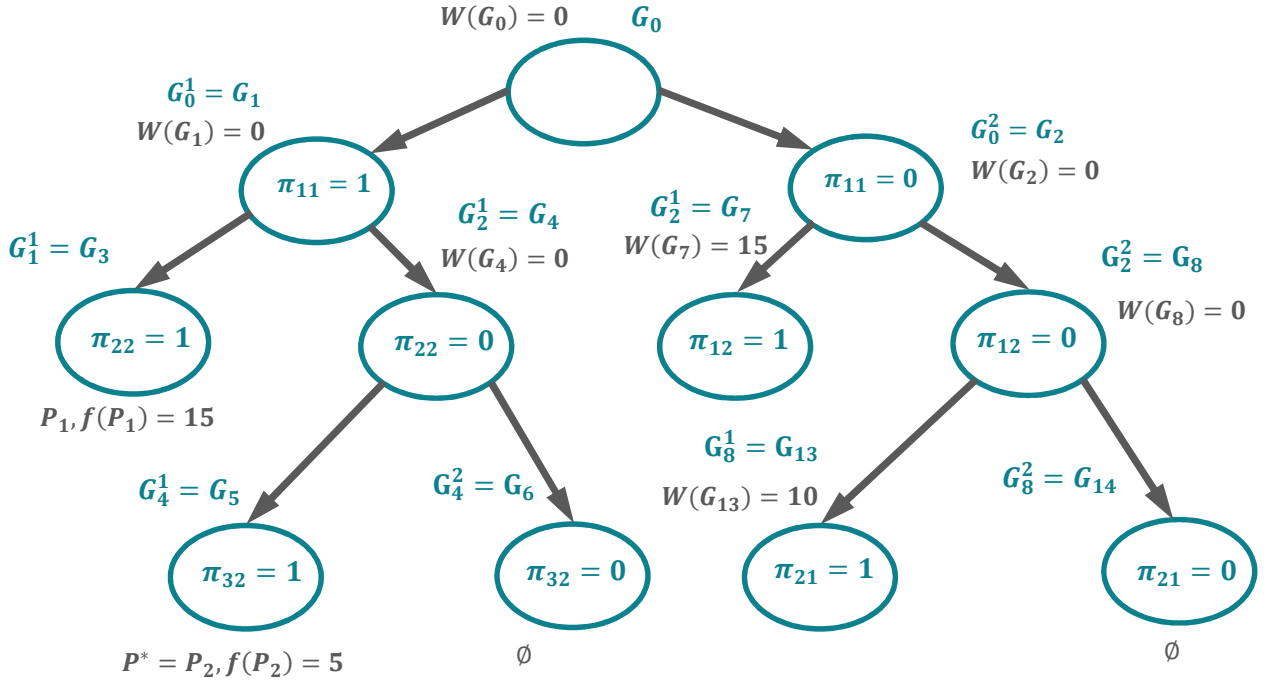 W(G₀) = 0
G₀
G₀¹ = G₁
W(G₁) = 0
G₀² = G₂
W(G₂) = 0
π₁₁ = 1
π₁₁ = 0
G₁¹ = G₃
G₂¹ = G₄
W(G₄) = 0
G₂¹ = G₇
W(G₇) = 15
G₂² = G₈
W(G₈) = 0
π₂₂ = 1
π₂₂ = 0
π₁₂ = 1
π₁₂ = 0
P₁, f(P₁) = 15
G₄¹ = G₅
G₄² = G₆
G₈¹ = G₁₃
W(G₁₃) = 10
G₈² = G₁₄
π₃₂ = 1
π₃₂ = 0
π₂₁ = 1
π₂₁ = 0
P* = P₂, f(P₂) = 5
∅
∅